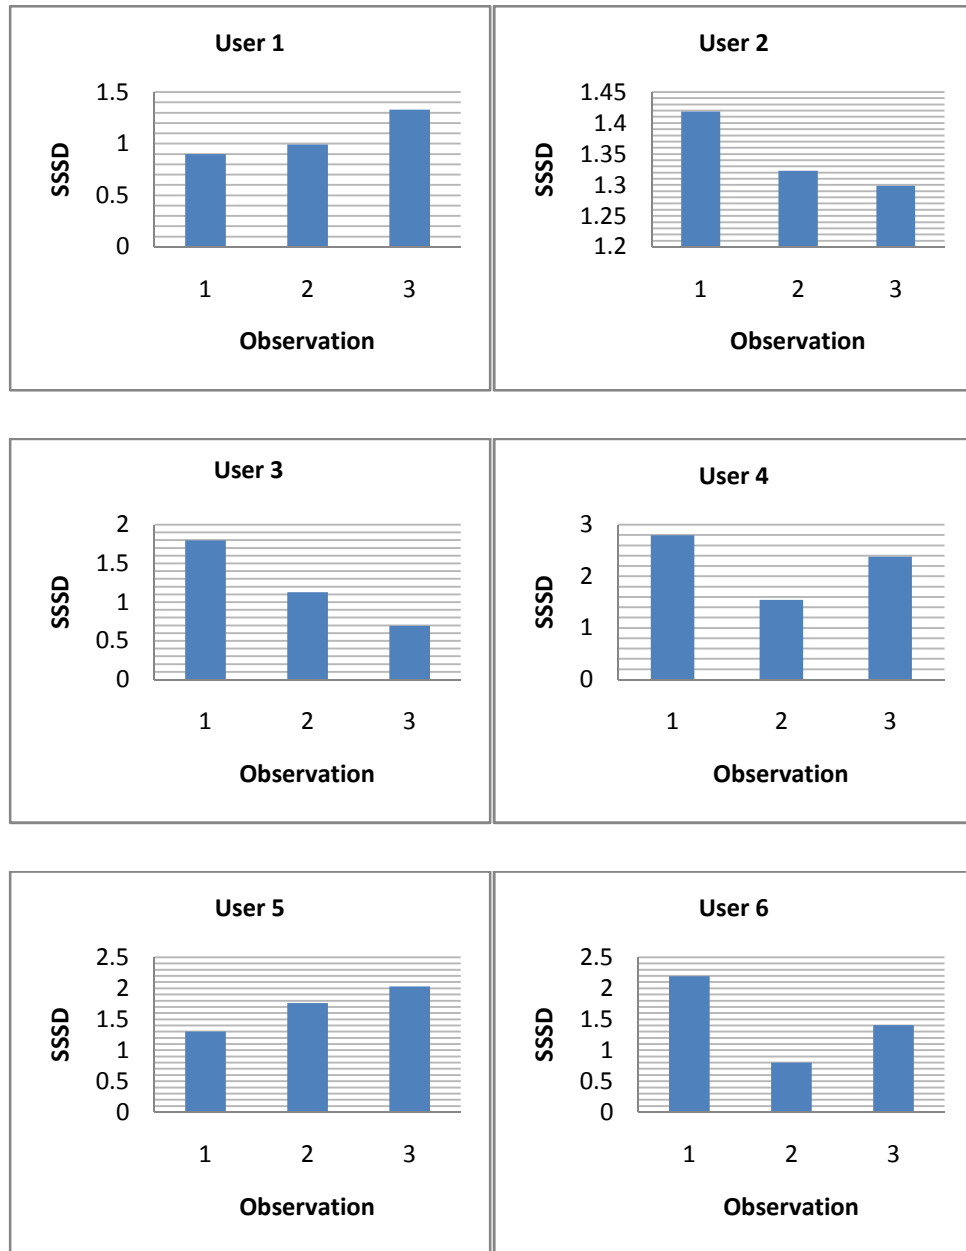 User 1
1.5
1
0.5
0
SSSD
1 2 3
Observation
User 2
1.45
1.4
1.35
1.3
1.25
1.2
SSSD
1 2 3
Observation
User 3
2
1.5
1
0.5
0
SSSD
1 2 3
Observation
User 4
3
2
1
0
SSSD
1 2 3
Observation
User 5
2.5
2
1.5
1
0.5
0
SSSD
1 2 3
Observation
User 6
2.5
2
1.5
1
0.5
0
SSSD
1 2 3
Observation